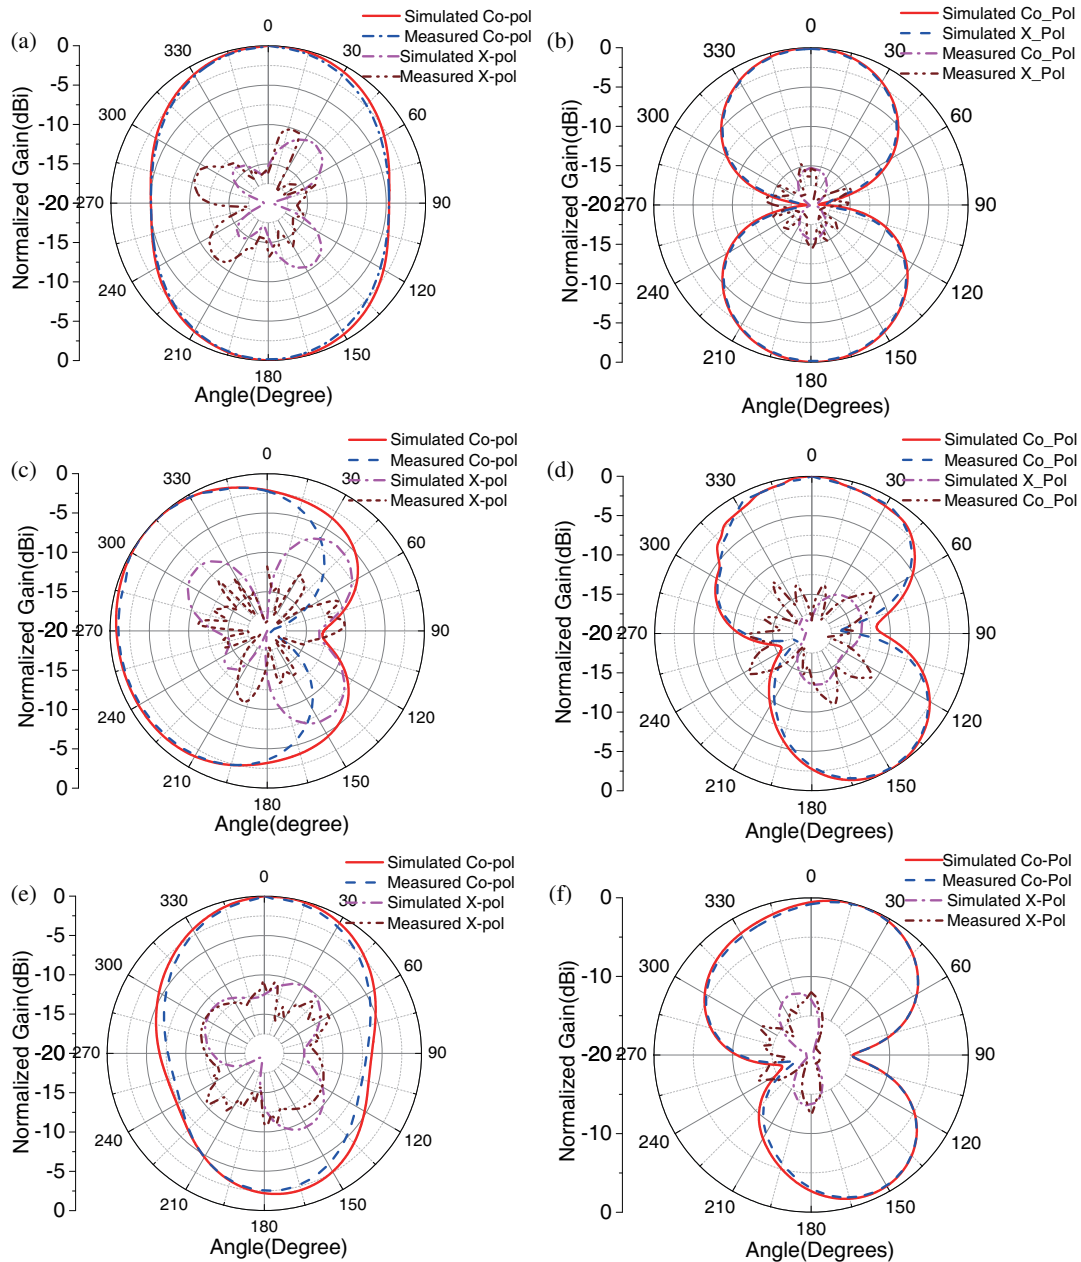 (a)
Simulated Co-pol
Measured Co-pol
Simulated X-pol
Measured X-pol
0
30
60
90
120
150
180
210
240
270
300
330
0
-5
-10
-15
-20
-15
-10
-5
0
Normalized Gain(dBi)
Angle(Degree)
(b)
Simulated Co_Pol
Simulated X_Pol
Measured Co_Pol
Measured X_Pol
0
30
60
90
120
150
180
210
240
270
300
330
0
-5
-10
-15
-20
-15
-10
-5
0
Normalized Gain(dBi)
Angle(Degrees)
(c)
Simulated Co-pol
Measured Co-pol
Simulated X-pol
Measured X-pol
0
30
60
90
120
150
180
210
240
270
300
330
0
-5
-10
-15
-20
-15
-10
-5
0
Normalized Gain(dBi)
Angle(degree)
(d)
Simulated Co_Pol
Measured Co_Pol
Simulated X_Pol
Measured Co_Pol
0
30
60
90
120
150
180
210
240
270
300
330
0
-5
-10
-15
-20
-15
-10
-5
0
Normalized Gain(dBi)
Angle(Degrees)
(e)
Simulated Co-pol
Measured Co-pol
Simulated X-pol
Measured X-pol
0
30
60
90
120
150
180
210
240
270
300
330
0
-5
-10
-15
-20
-15
-10
-5
0
Normalized Gain(dBi)
Angle(Degree)
(f)
Simulated Co-Pol
Measured Co-Pol
Simulated X-Pol
Measured X-Pol
0
30
60
90
120
150
180
210
240
270
300
330
0
-10
-20
-10
0
Normalized Gain(dBi)
Angle(Degrees)